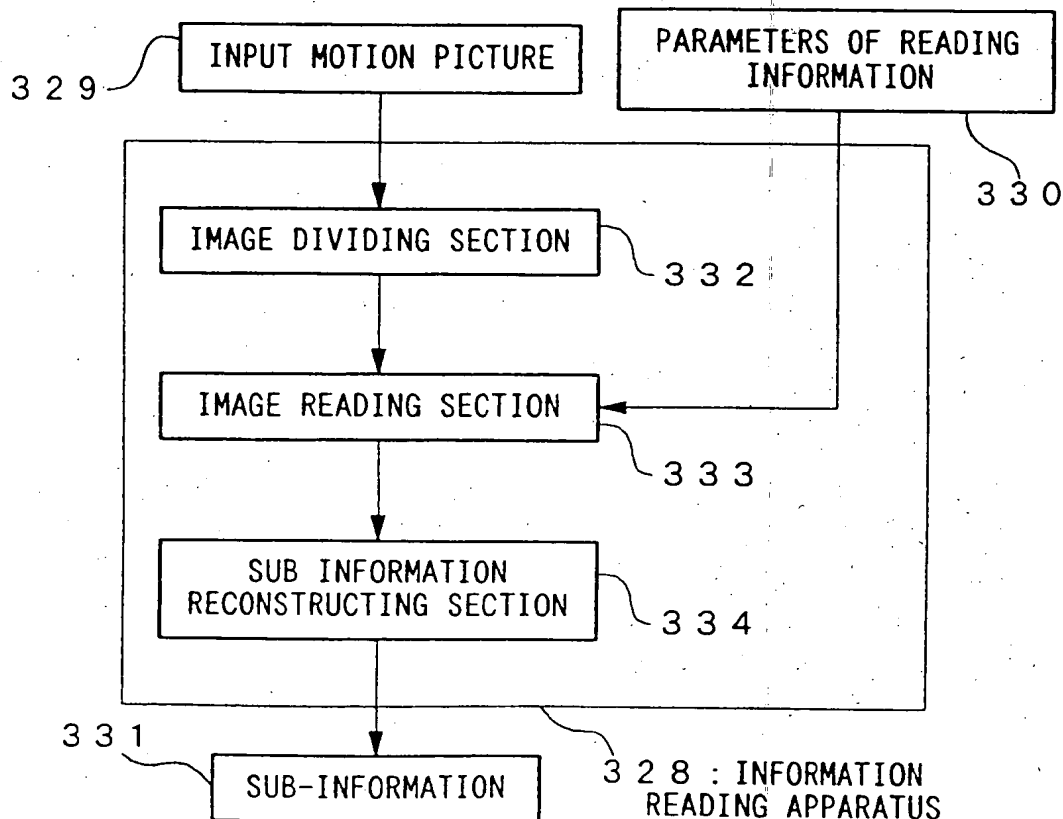 INPUT MOTION PICTURE
329
PARAMETERS OF READING
INFORMATION
330
IMAGE DIVIDING SECTION
332
IMAGE READING SECTION
333
SUB INFORMATION
RECONSTRUCTING SECTION
334
331
SUB-INFORMATION
328 : INFORMATION
READING APPARATUS